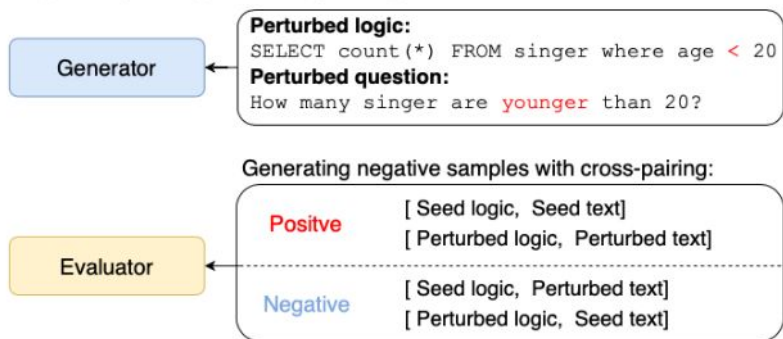 Perturbed logic:
SELECT count(*) FROM singer where age < 20
Generator
Perturbed question:
How many singer are younger than 20?
Generating negative samples with cross-pairing:
Positve [ Seed logic, Seed text]
[ Perturbed logic, Perturbed text]
Evaluator
Negative [ Seed logic, Perturbed text]
[ Perturbed logic, Seed text]